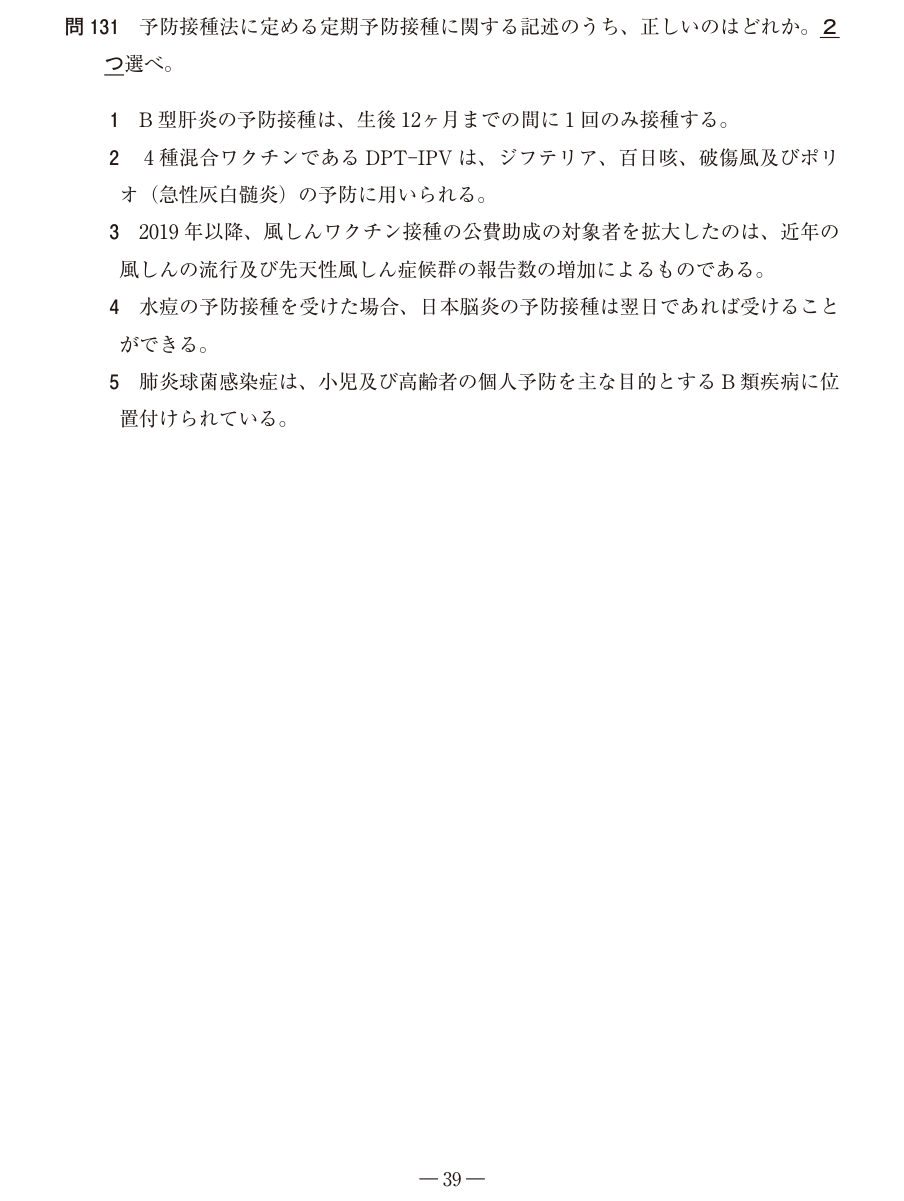 問 131 予防接種法に定める定期予防接種に関する記述のうち、正しいのはどれか。2
つ選べ。
1 B 型肝炎の予防接種は、生後 12ヶ月までの間に 1 回のみ接種する。
2 4 種混合ワクチンである DPT-IPV は、ジフテリア、百日咳、破傷風及びポリ
オ（急性灰白髄炎）の予防に用いられる。
3 2019 年以降、風しんワクチン接種の公費助成の対象者を拡大したのは、近年の
風しんの流行及び先天性風しん症候群の報告数の増加によるものである。
4 水痘の予防接種を受けた場合、日本脳炎の予防接種は翌日であれば受けること
ができる。
5 肺炎球菌感染症は、小児及び高齢者の個人予防を主な目的とする B 類疾病に位
置付けられている。
— 39 —